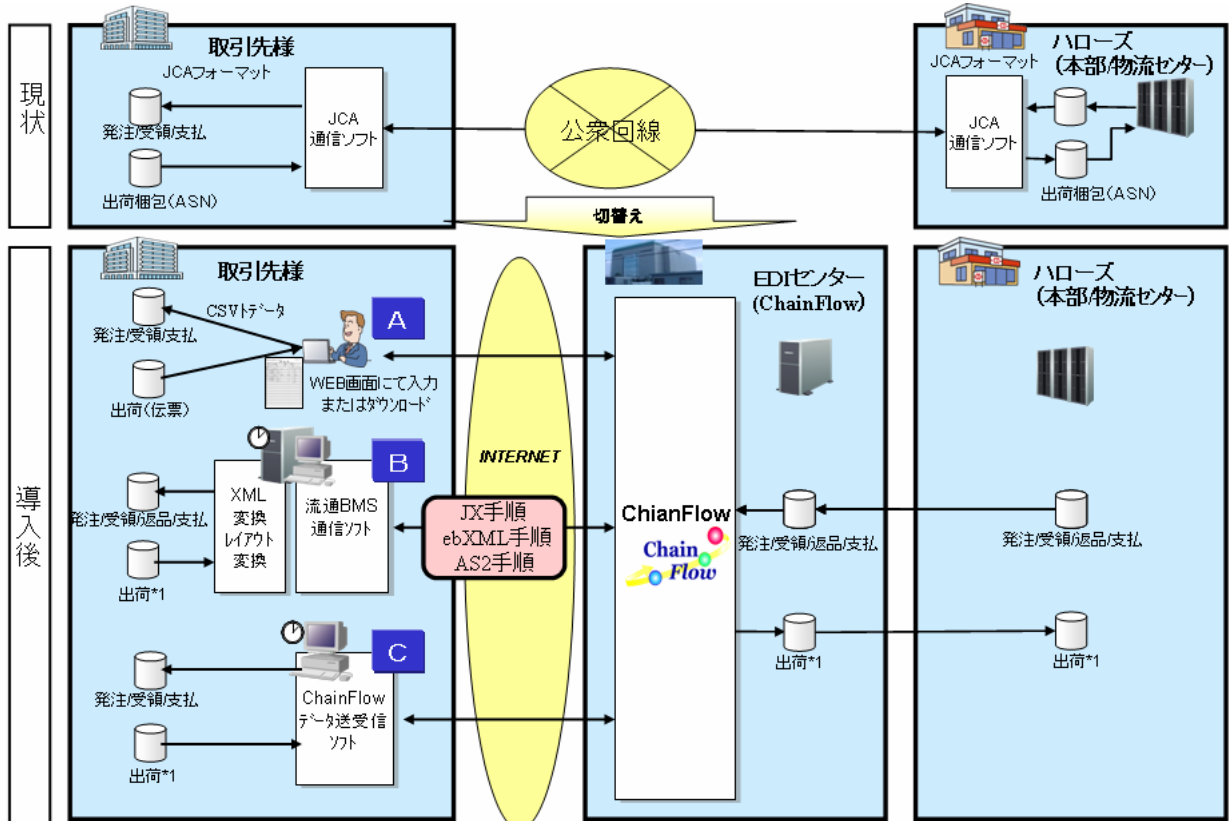 現状
取引先様
JCAフォーマット
発注/受領/支払
出荷梱包(ASN)
JCA
通信ソフト
公衆回線
切替え
ハローズ
(本部/物流センター)
JCAフォーマット
JCA
通信ソフト
出荷梱包(ASN)
導入後
取引先様
CSVﾄデータ
発注/受領/支払
出荷(伝票)
A
WEB画面にて入力
またはダウンロード
B
XML
変換
レイアウト
変換
流通BMS
通信ソフト
発注/受領/返品/支払
出荷*1
C
ChainFlow
データ送受信
ソフト
発注/受領/支払
出荷*1
INTERNET
JX手順
ebXML手順
AS2手順
EDIセンター
(ChainFlow)
ChianFlow
Chain
Flow
発注/受領/返品/支払
出荷*1
ハローズ
(本部/物流センター)
発注/受領/返品/支払
出荷*1